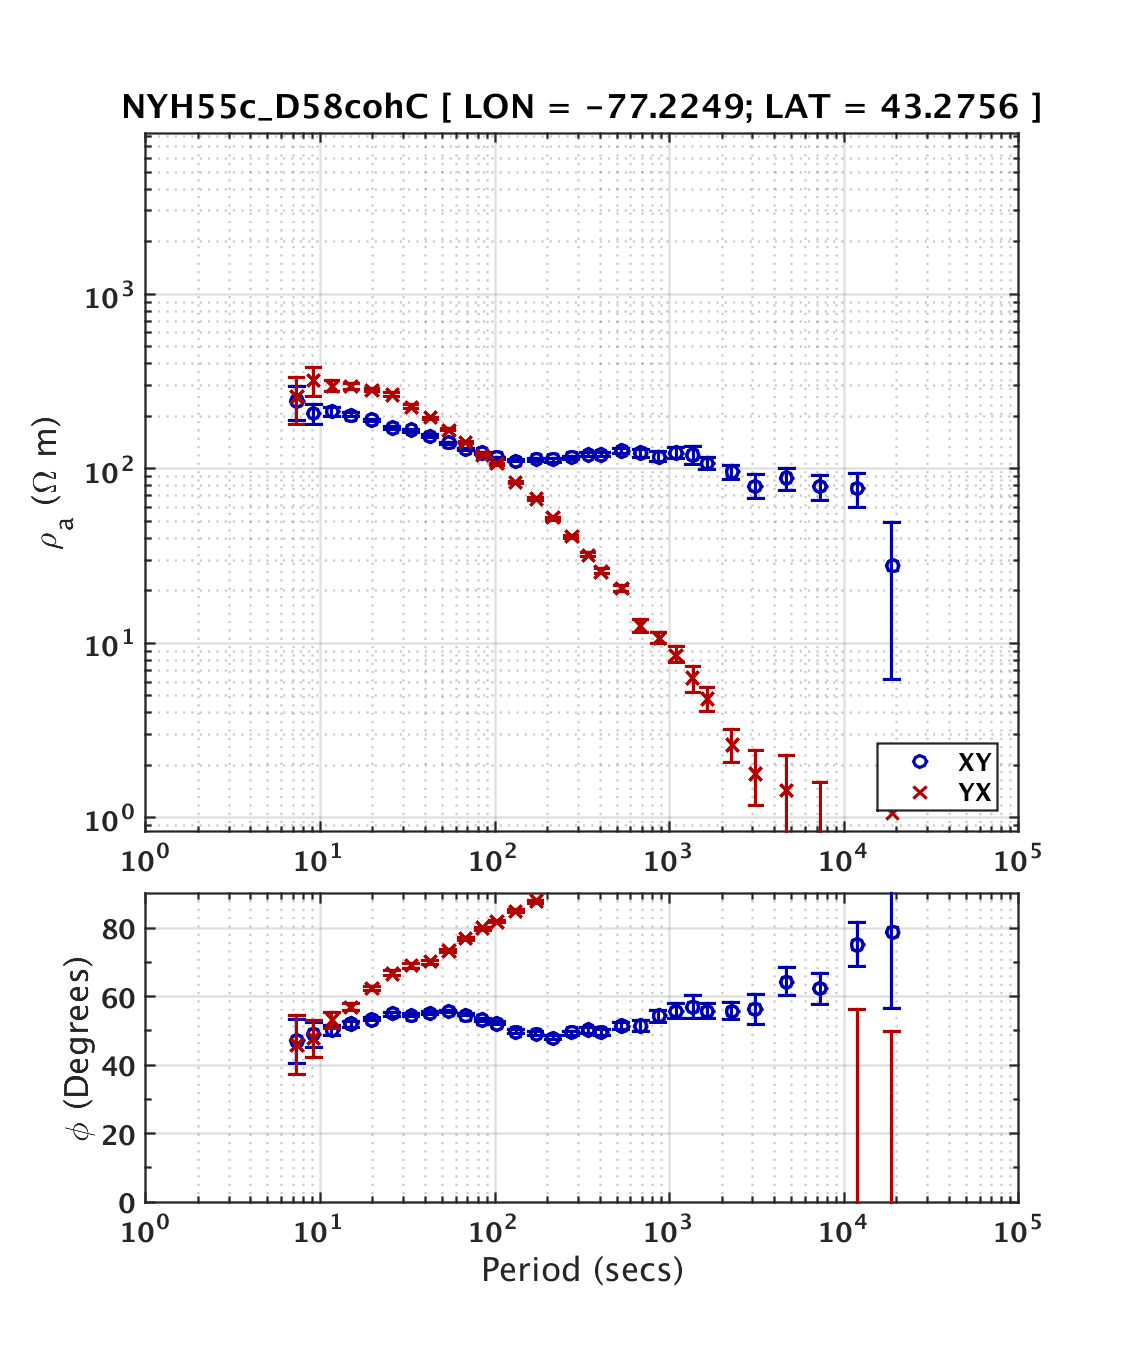 NYH55c_D58cohC [ LON = -77.2249; LAT = 43.2756 ]
10³
10²
10¹
10⁰
ρa (Ω m)
XY
YX
10⁰ 10¹ 10² 10³ 10⁴ 10⁵
80
60
40
20
0
ϕ (Degrees)
10⁰ 10¹ 10² 10³ 10⁴ 10⁵
Period (secs)